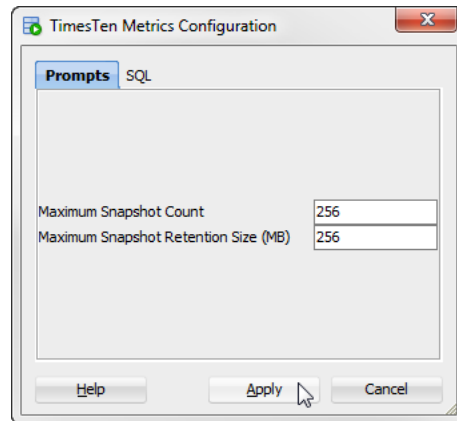 TimesTen Metrics Configuration
Prompts SQL
Maximum Snapshot Count 256
Maximum Snapshot Retention Size (MB) 256
Help Apply Cancel